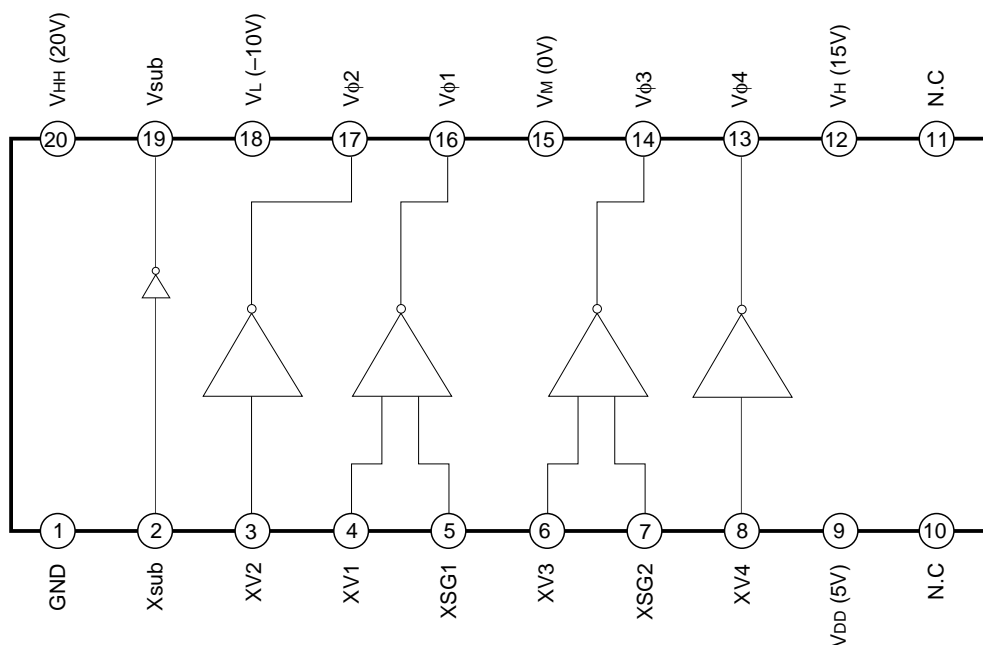 VHH (20V)
Vsub
VL (–10V)
Vϕ2
Vϕ1
VM (0V)
Vϕ3
Vϕ4
VH (15V)
N.C
20
19
18
17
16
15
14
13
12
11
1
2
3
4
5
6
7
8
9
10
GND
Xsub
XV2
XV1
XSG1
XV3
XSG2
XV4
VDD (5V)
N.C